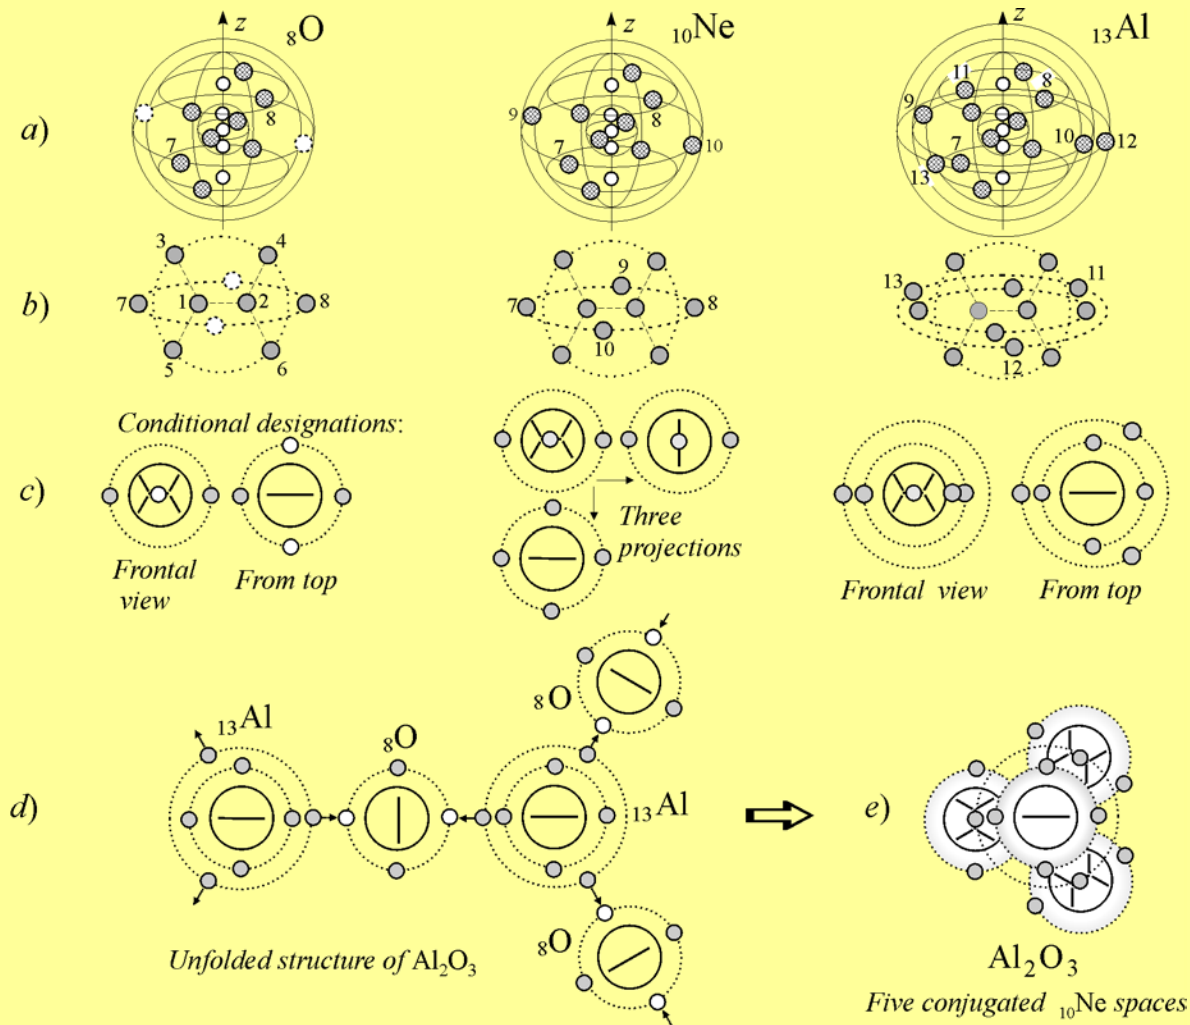 z z z
₈O ₁₀Ne ₁₃Al
a) 8 7 9 8 7 10 11 8 9 7 10 12 13
b) 3 4 7 1 2 8 5 6 9 7 8 10 13 11 12
Conditional designations:
c)
Three
projections
Frontal
view
From top
Frontal view
From top
₈O
₁₃Al
₈O
d)
₁₃Al
e)
₈O
Unfolded structure of Al₂O₃
Al₂O₃
Five conjugated ₁₀Ne spaces